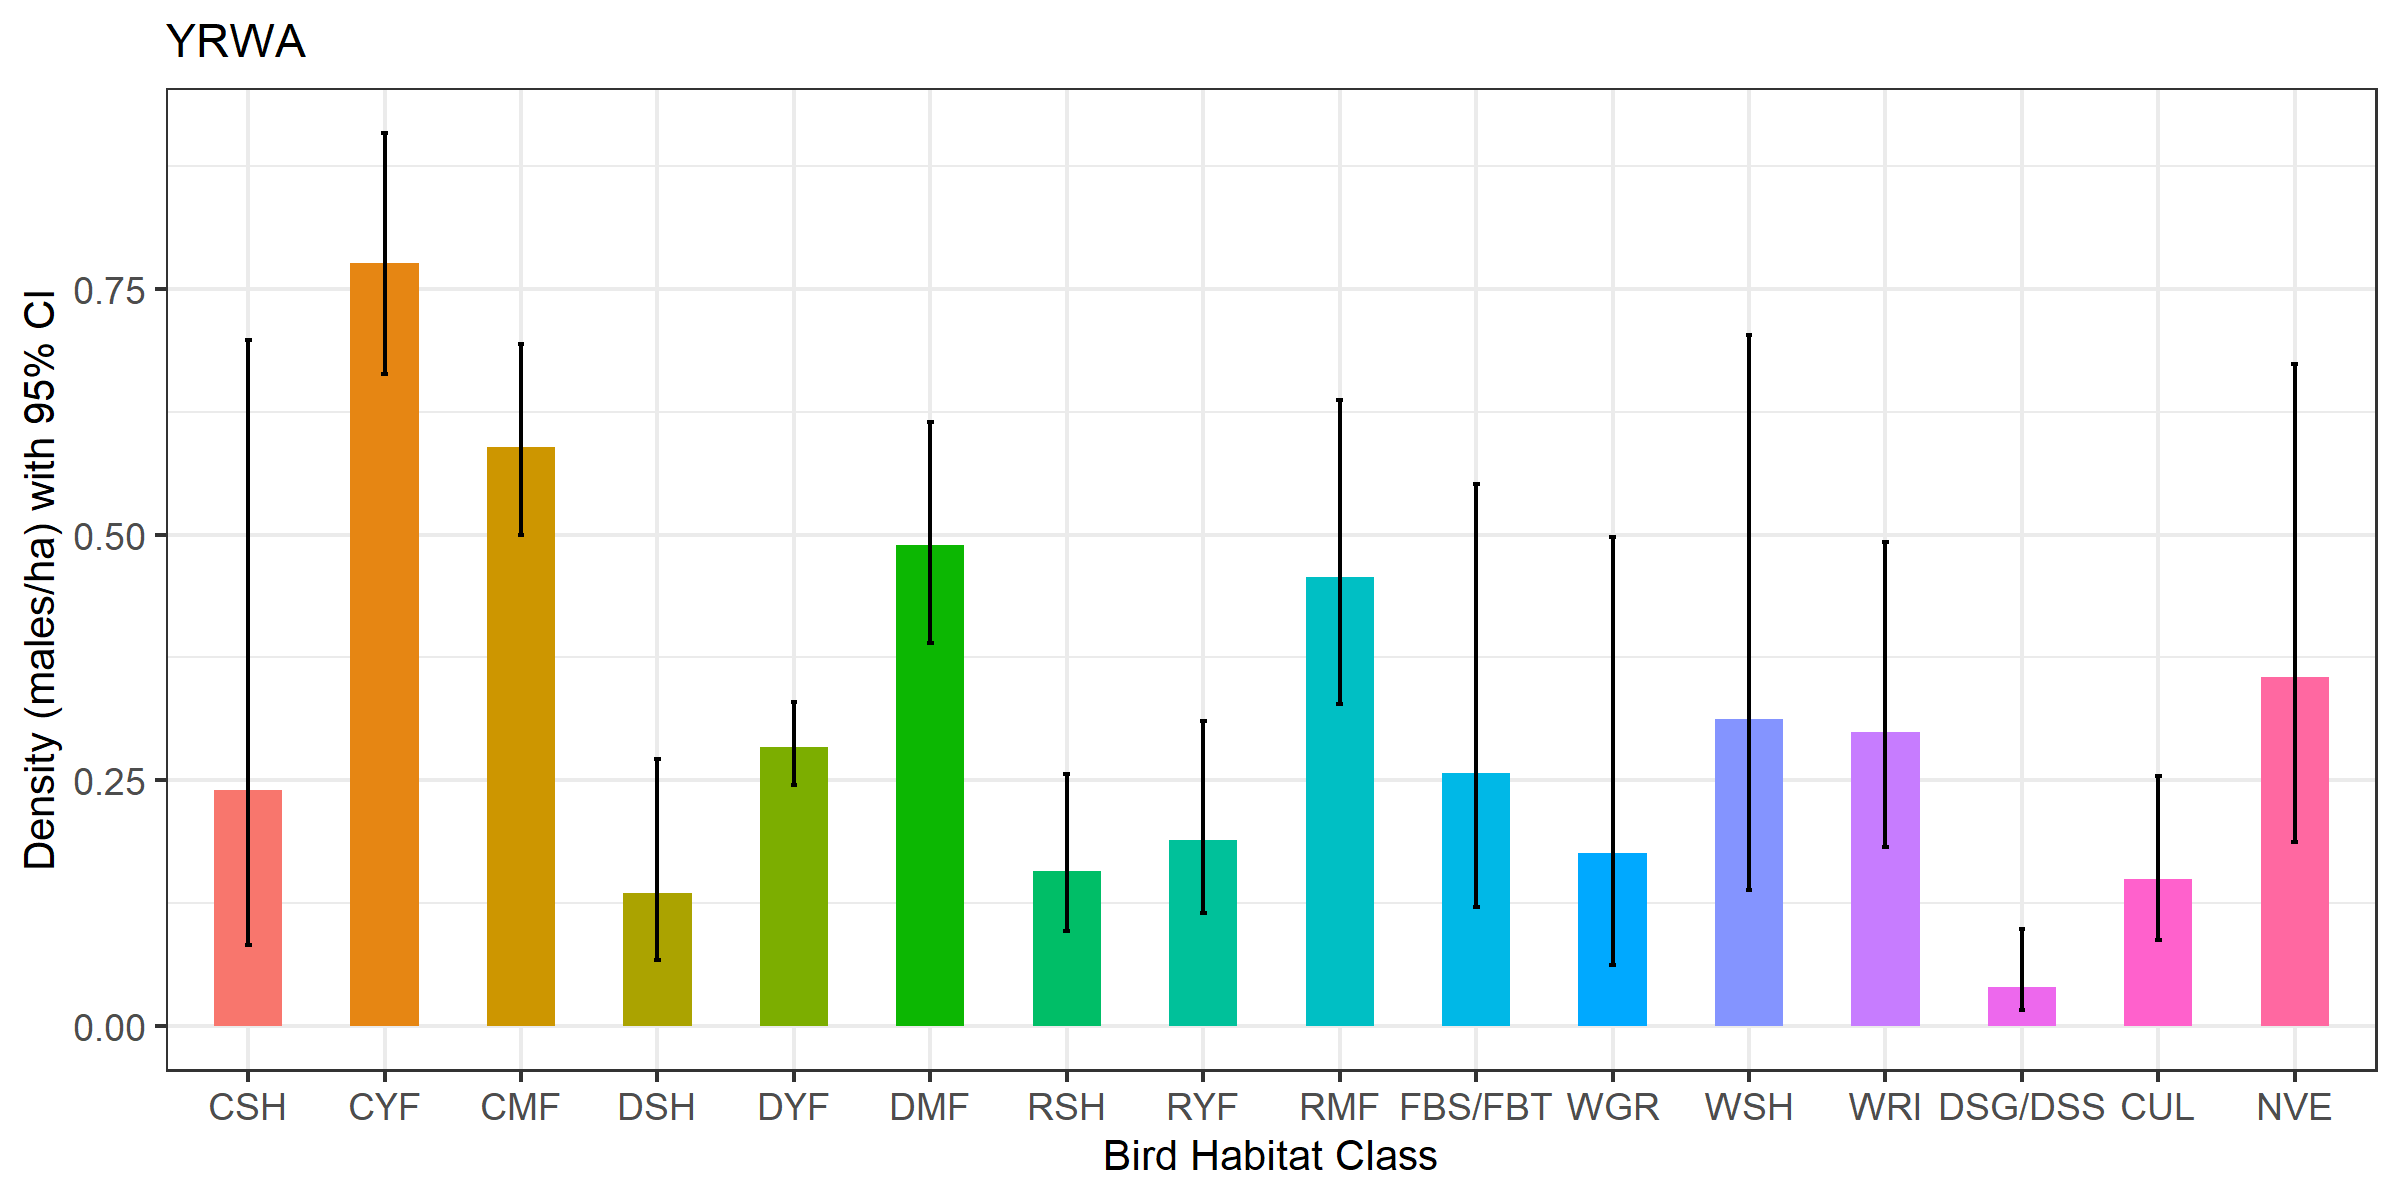 YRWA
Density (males/ha) with 95% CI
0.75
0.50
0.25
0.00
CSH CYF CMF DSH DYF DMF RSH RYF RMF FBS/FBT WGR WSH WRI DSG/DSS CUL NVE
Bird Habitat Class